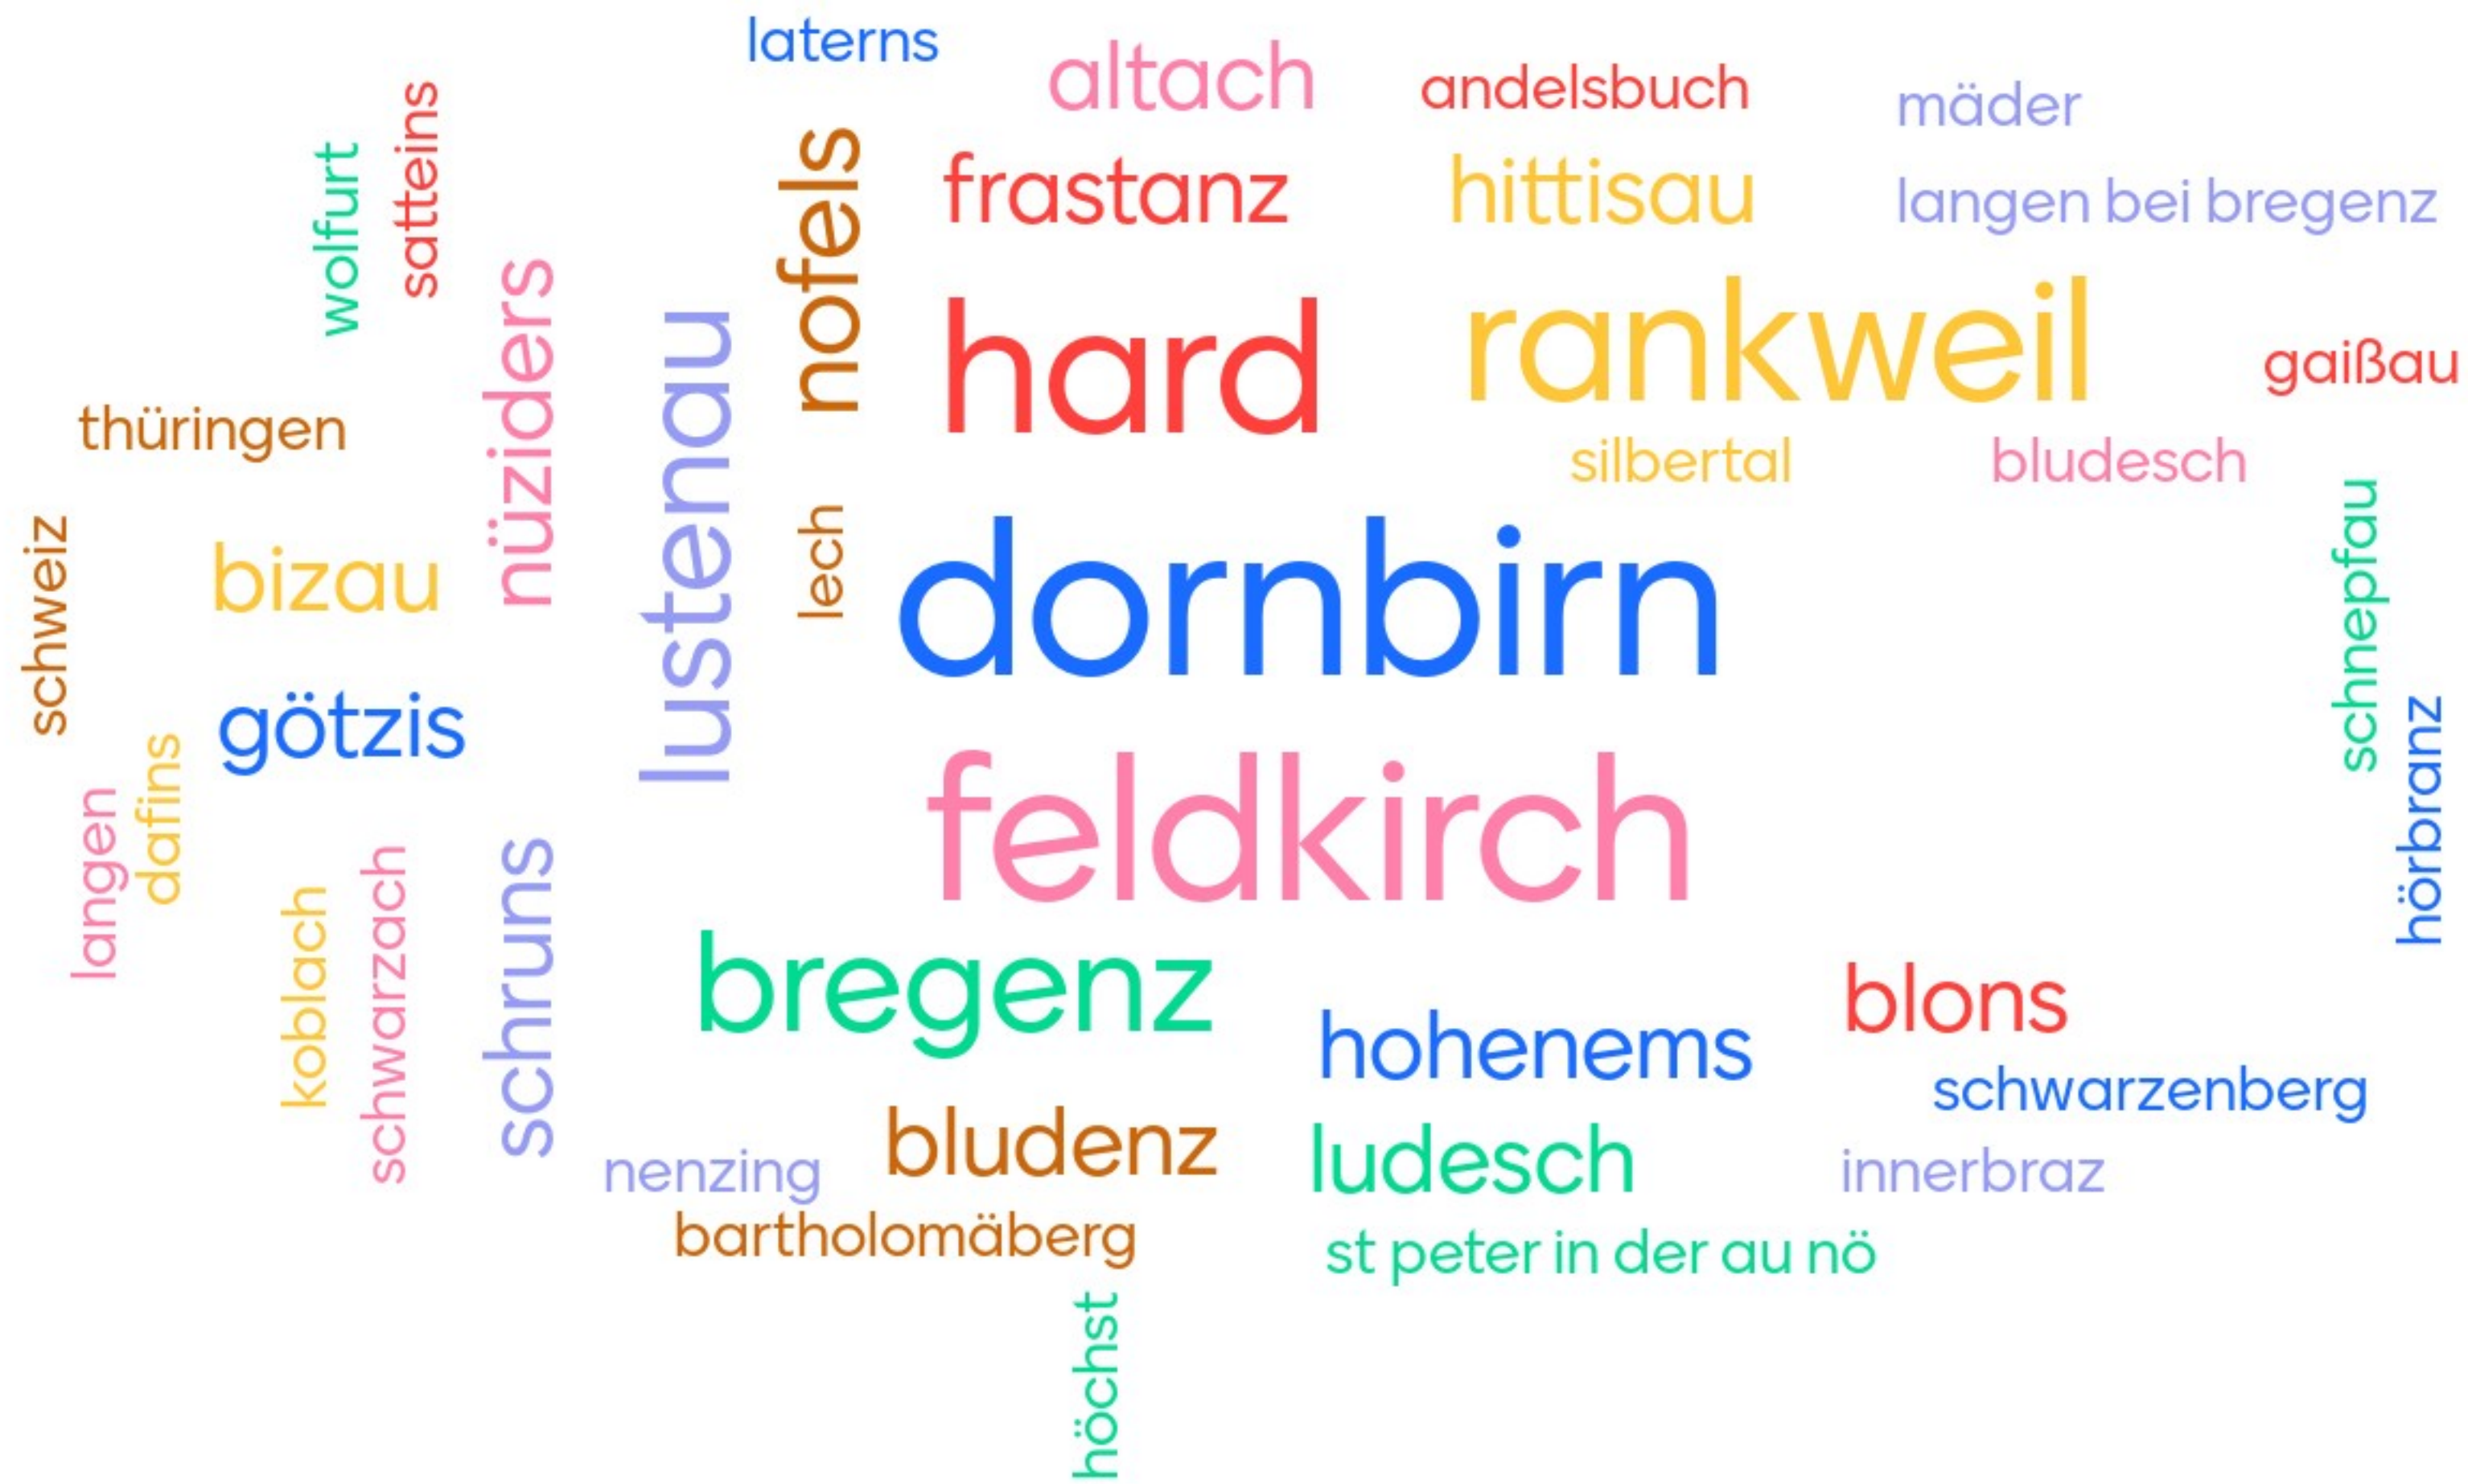 laterns
altach
andelsbuch
mäder
satteins
wolfurt
nofels
frastanz
hittisau
langen bei bregenz
nüziders
lustenau
hard
rankweil
gaißau
thüringen
silbertal
bludesch
schweiz
bizau
lech
dornbirn
schnepfau
götzis
hörbranz
dafins
langen
feldkirch
koblach
schwarzach
schruns
bregenz
hohenems
blons
schwarzenberg
nenzing
bludenz
ludesch
innerbraz
bartholomäberg
st peter in der au nö
höchst